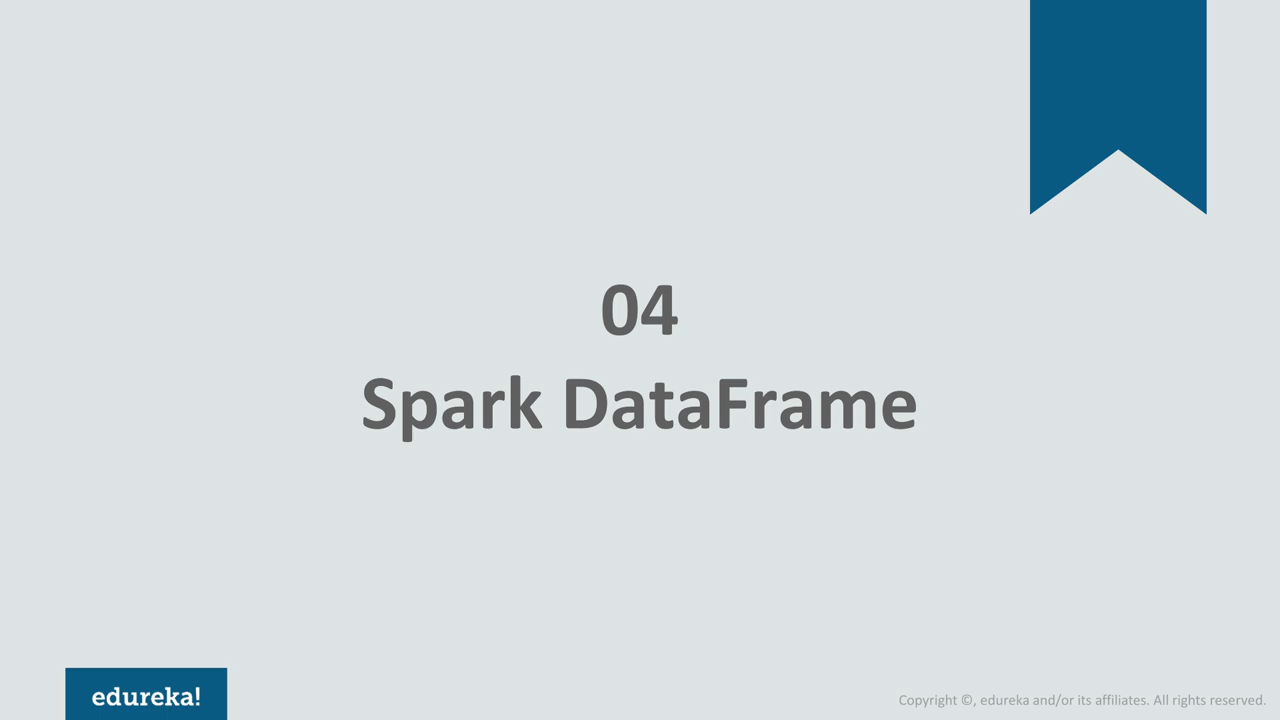 04
Spark DataFrame
edureka!
Copyright ©, edureka and/or its affiliates. All rights reserved.